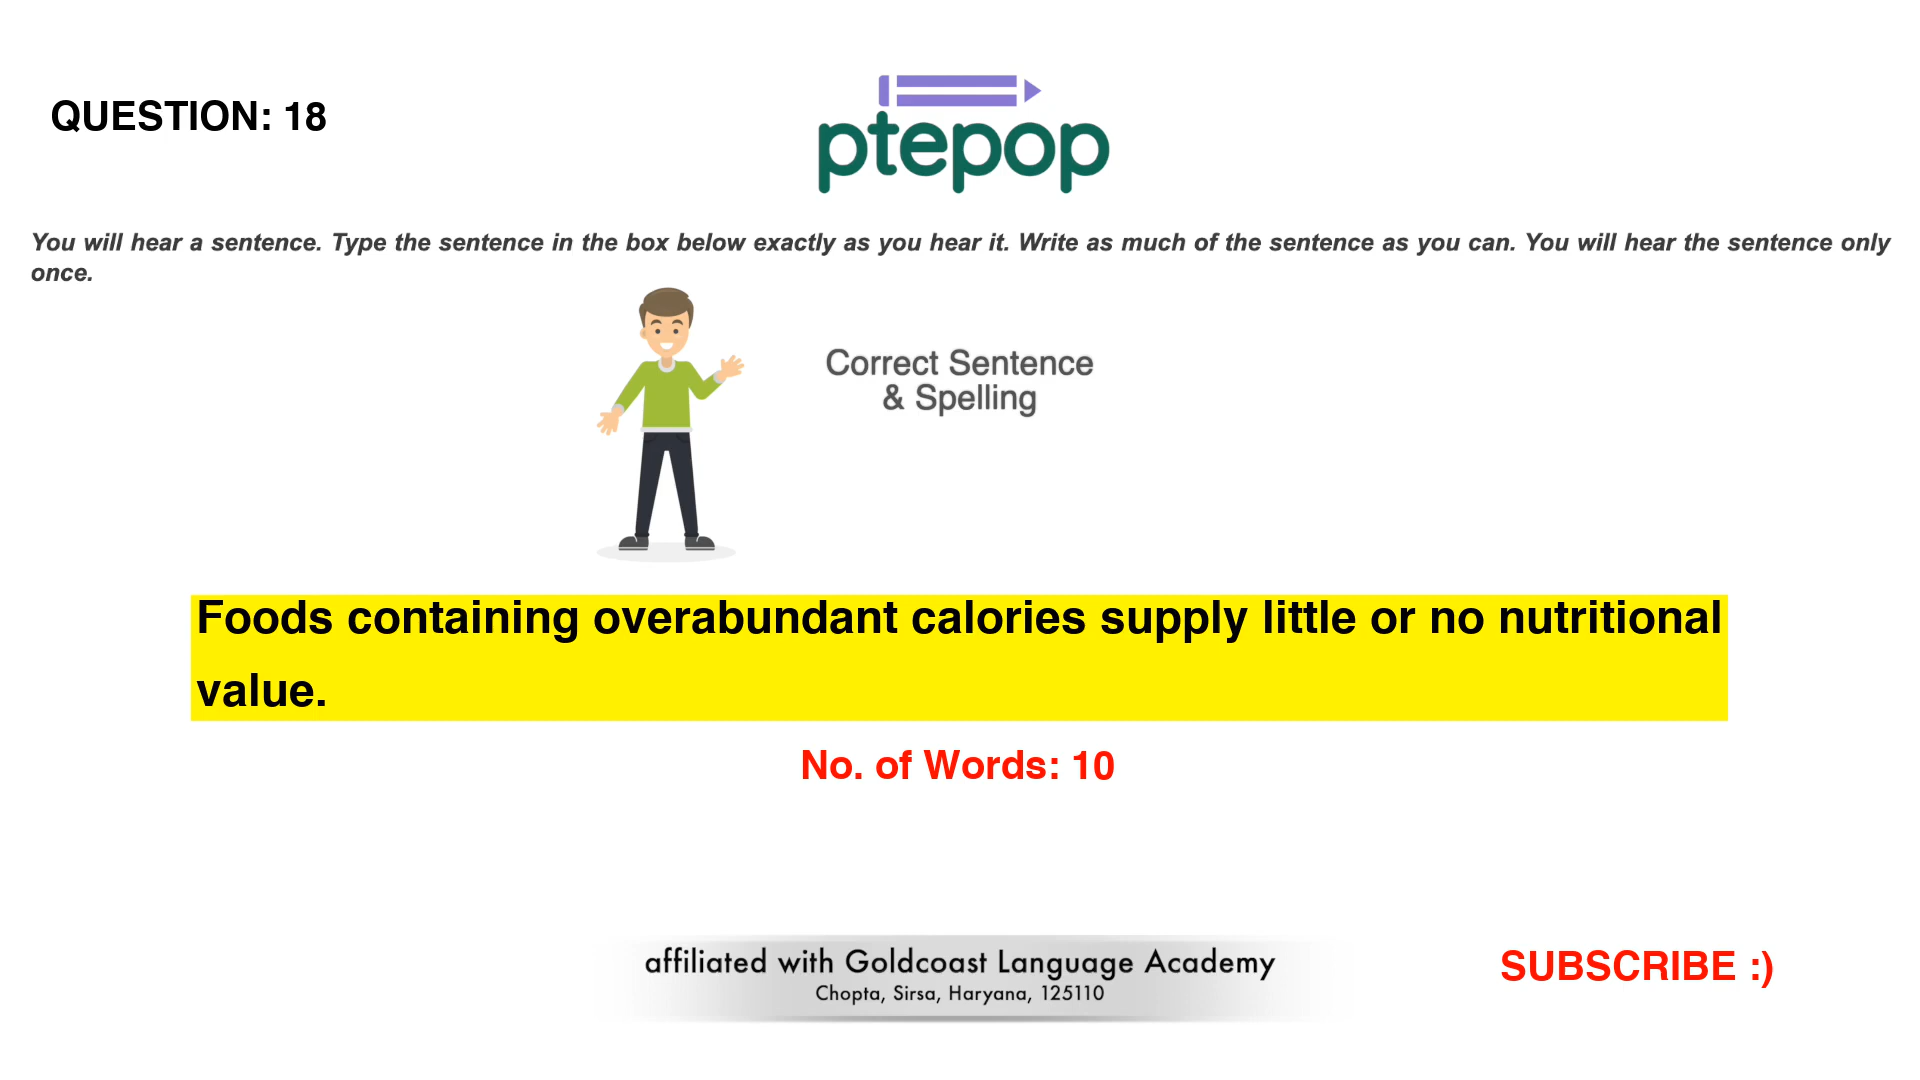 QUESTION: 18
ptepop
You will hear a sentence. Type the sentence in the box below exactly as you hear it. Write as much of the sentence as you can. You will hear the sentence only
once.
Correct Sentence
& Spelling
Foods containing overabundant calories supply little or no nutritional
value.
No. of Words: 10
affiliated with Goldcoast Language Academy
Chopta, Sirsa, Haryana, 125110
SUBSCRIBE :)